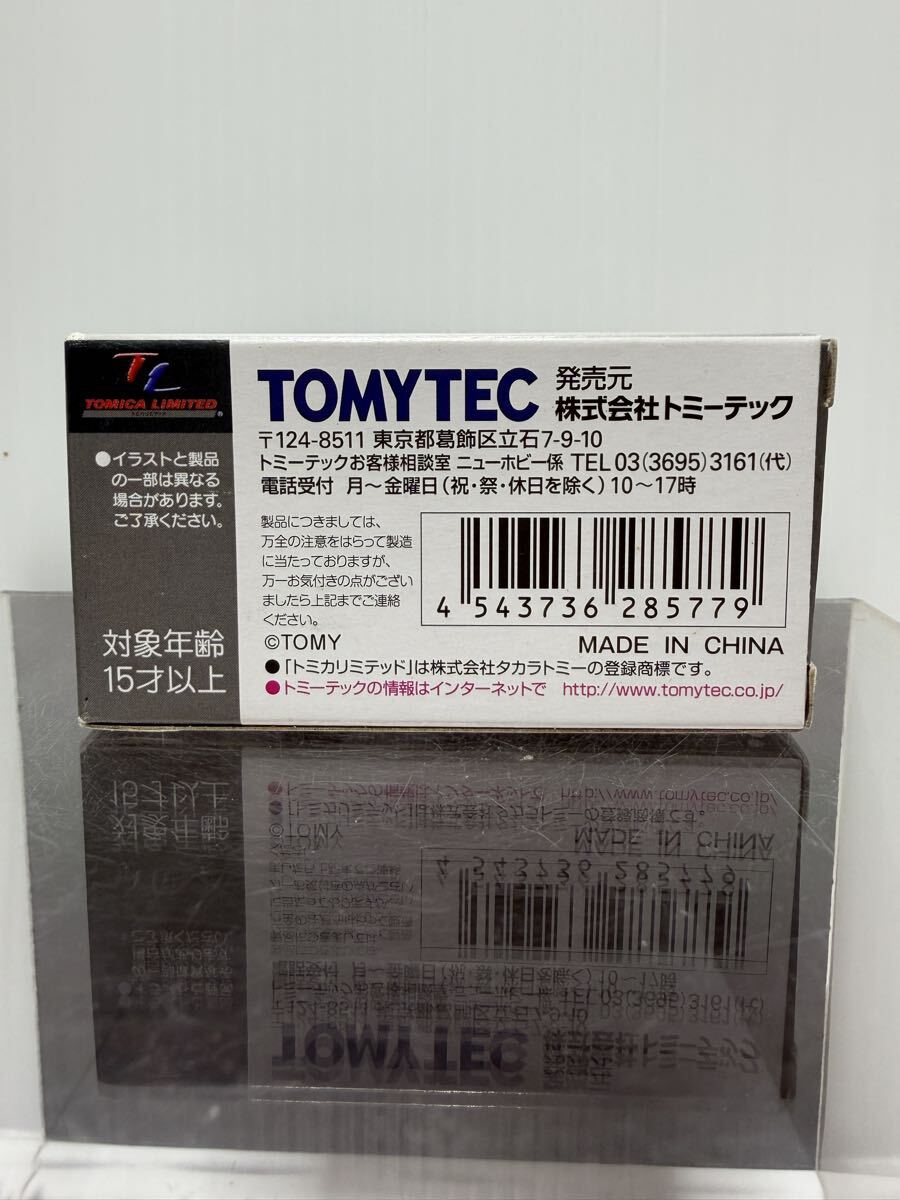 TL
TOMICA LIMITED
トミカリミテッド ®
●イラストと製品
の一部は異なる
場合があります。
ご了承ください。
対象年齢
15才以上
TOMYTEC
発売元
株式会社トミーテック
〒124-8511 東京都葛飾区立石7-9-10
トミーテックお客様相談室 ニューホビー係 TEL 03(3695)3161(代)
電話受付 月～金曜日(祝・祭・休日を除く)10～17時
製品につきましては、
万全の注意をはらって製造
に当たっておりますが、
万一お気付きの点がござい
ましたら上記までご連絡
ください。
4 543736 285779
©TOMY
MADE IN CHINA
●「トミカリミテッド」は株式会社タカラトミーの登録商標です。
●トミーテックの情報はインターネットで http://www.tomytec.co.jp/